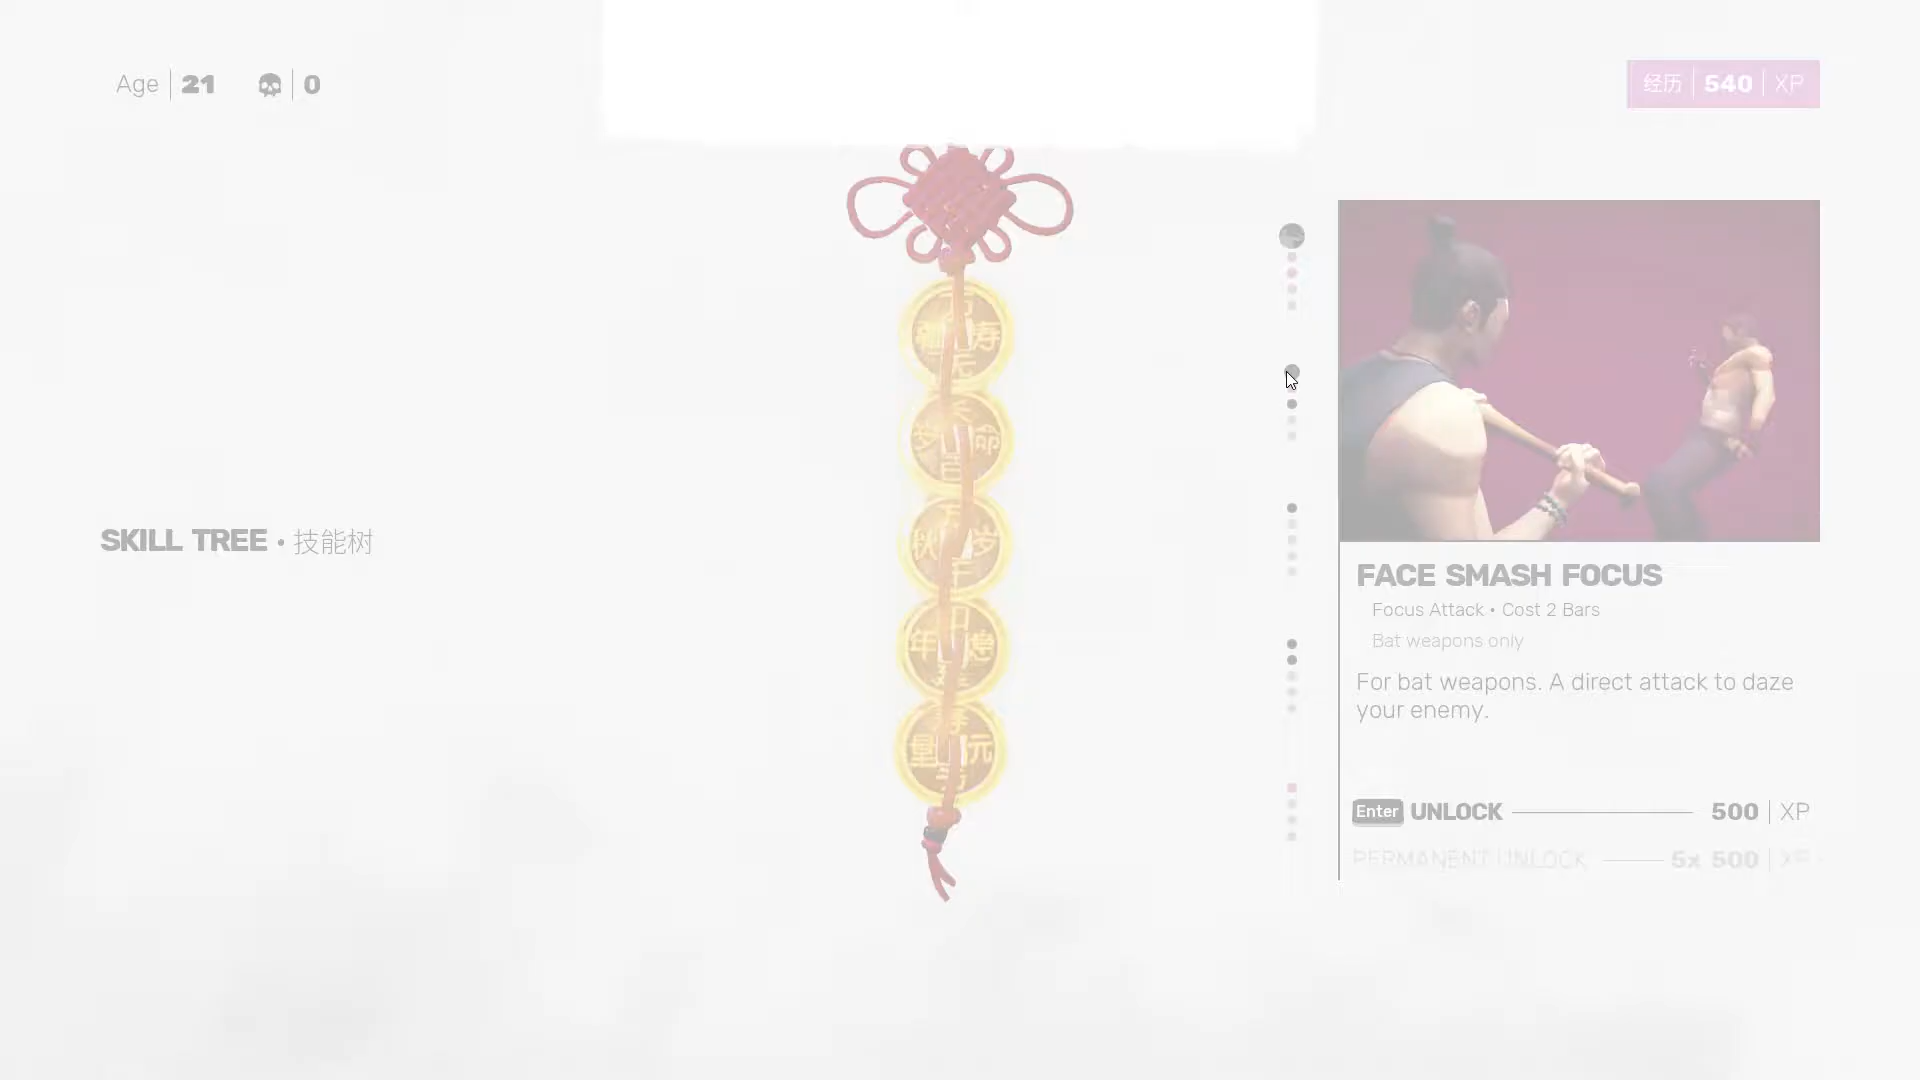 Age 21 0
经历 540 XP
SKILL TREE • 技能树
FACE SMASH FOCUS
Focus Attack • Cost 2 Bars
Bat weapons only
For bat weapons. A direct attack to daze
your enemy.
Enter UNLOCK 500 XP
PERMANENT UNLOCK 5x 500 XP